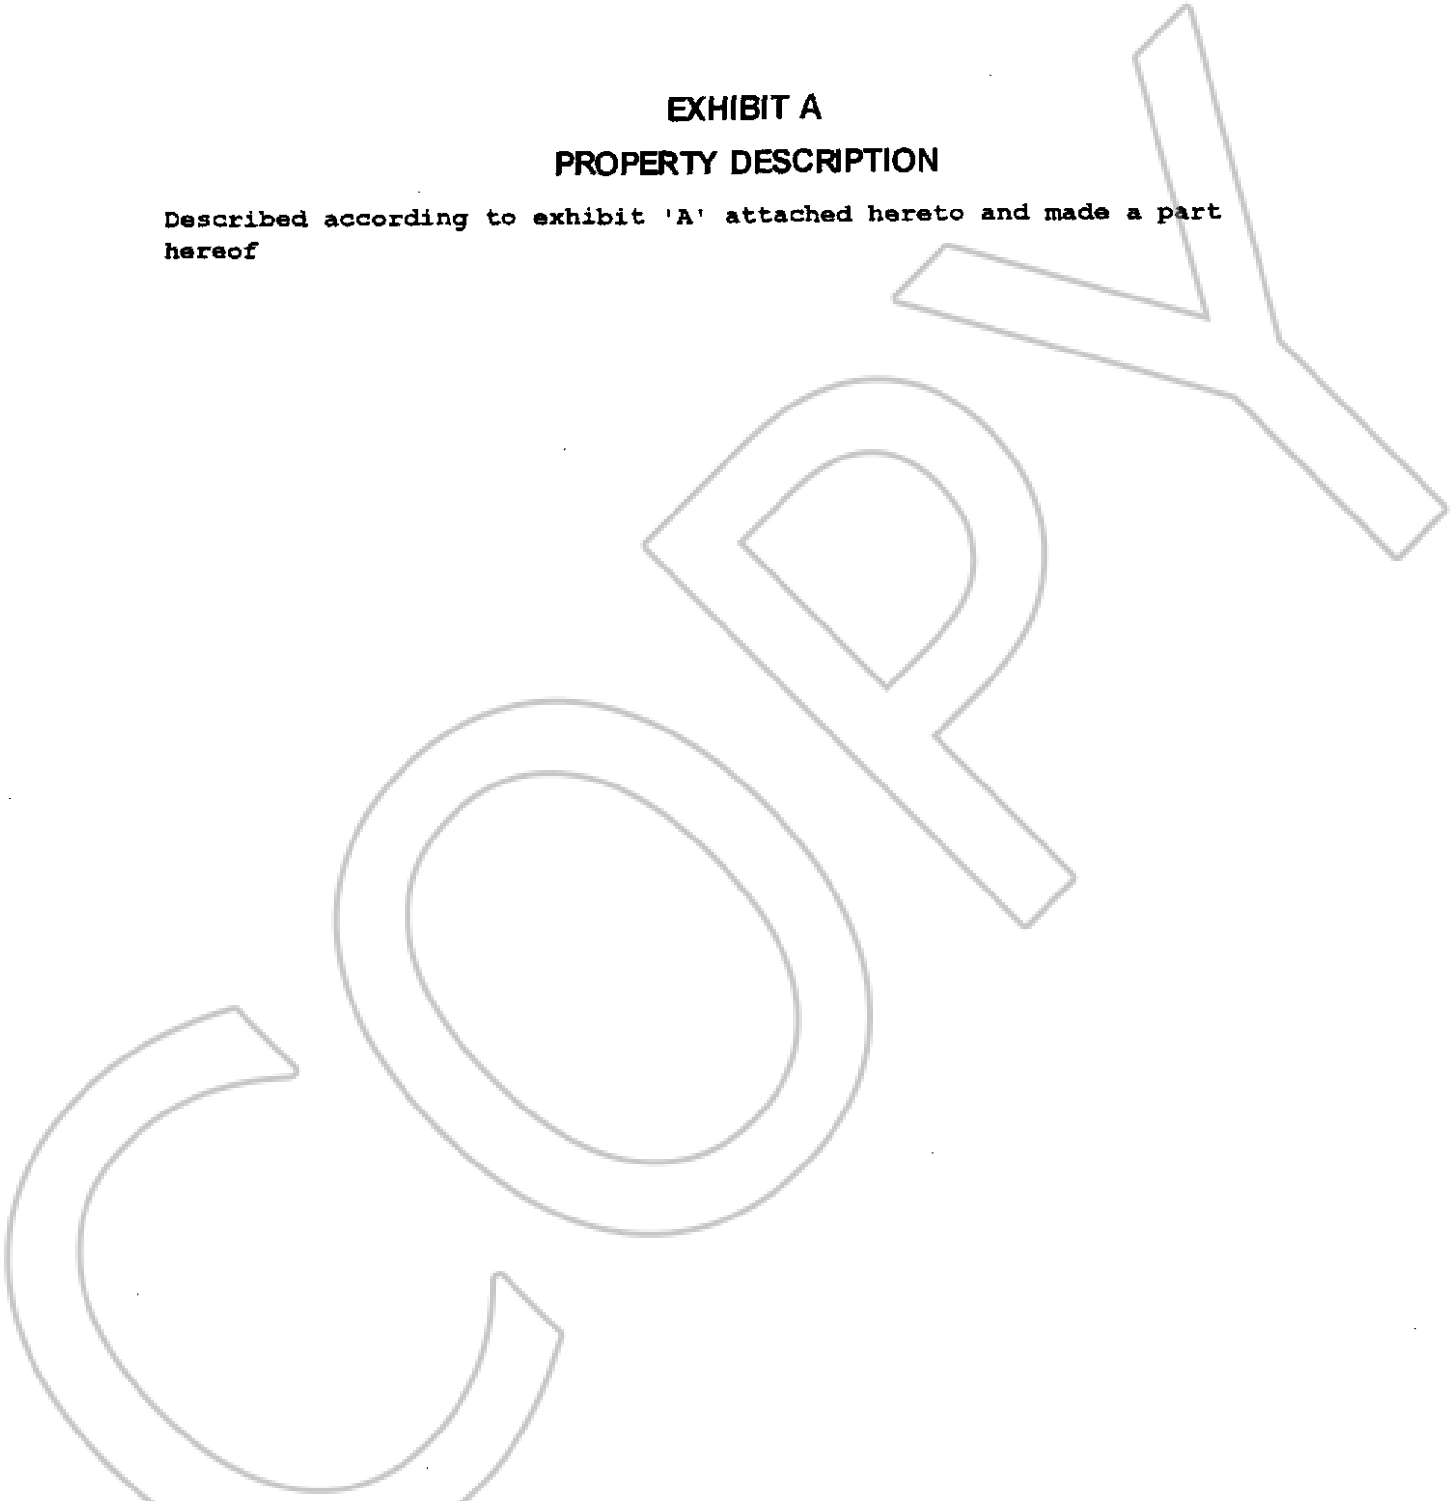 EXHIBIT A
PROPERTY DESCRIPTION
Described according to exhibit 'A' attached hereto and made a part
hereof
COPY